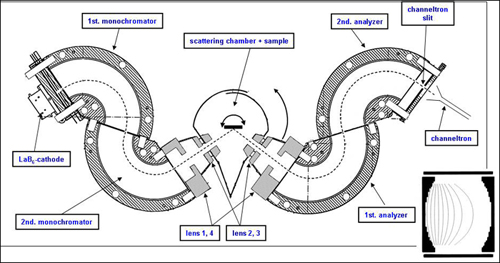 1st. monochromator
2nd. analyzer
channeltron
slit
scattering chamber + sample
channeltron
LaB6-cathode
2nd. monochromator
lens 1, 4
lens 2, 3
1st. analyzer